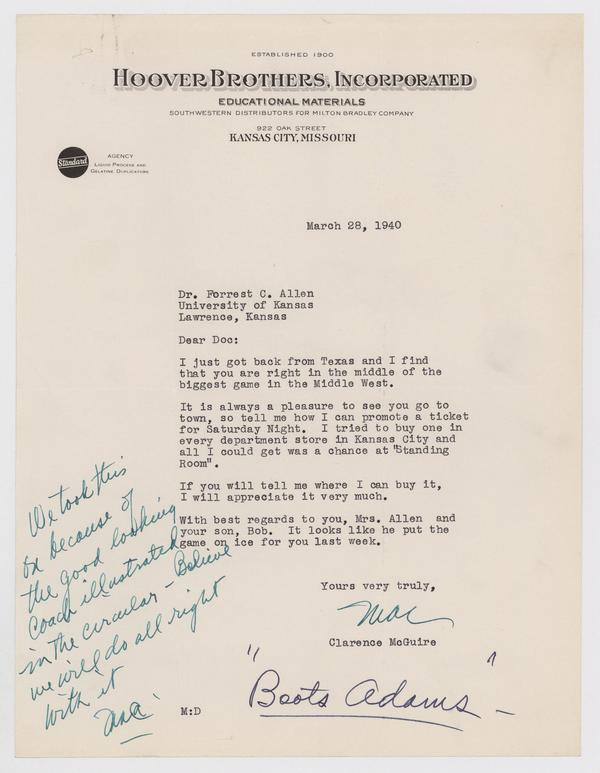 ESTABLISHED 1900
HOOVER BROTHERS, INCORPORATED
EDUCATIONAL MATERIALS
SOUTHWESTERN DISTRIBUTORS FOR MILTON BRADLEY COMPANY
922 OAK STREET
KANSAS CITY, MISSOURI
Standard
AGENCY
LIQUID PROCESS AND
GELATINE DUPLICATORS
March 28, 1940
Dr. Forrest C. Allen
University of Kansas
Lawrence, Kansas
Dear Doc:
I just got back from Texas and I find
that you are right in the middle of the
biggest game in the Middle West.
It is always a pleasure to see you go to
town, so tell me how I can promote a ticket
for Saturday Night. I tried to buy one in
every department store in Kansas City and
all I could get was a chance at "Standing
Room".
If you will tell me where I can buy it,
I will appreciate it very much.
With best regards to you, Mrs. Allen and
your son, Bob. It looks like he put the
game on ice for you last week.
Yours very truly,
Mac
Clarence McGuire
M:D
We took this
on because of
the good looking
Coach illustrated
in the circular – Believe
we will do all right
with it
Mac
"Boots Adams" –